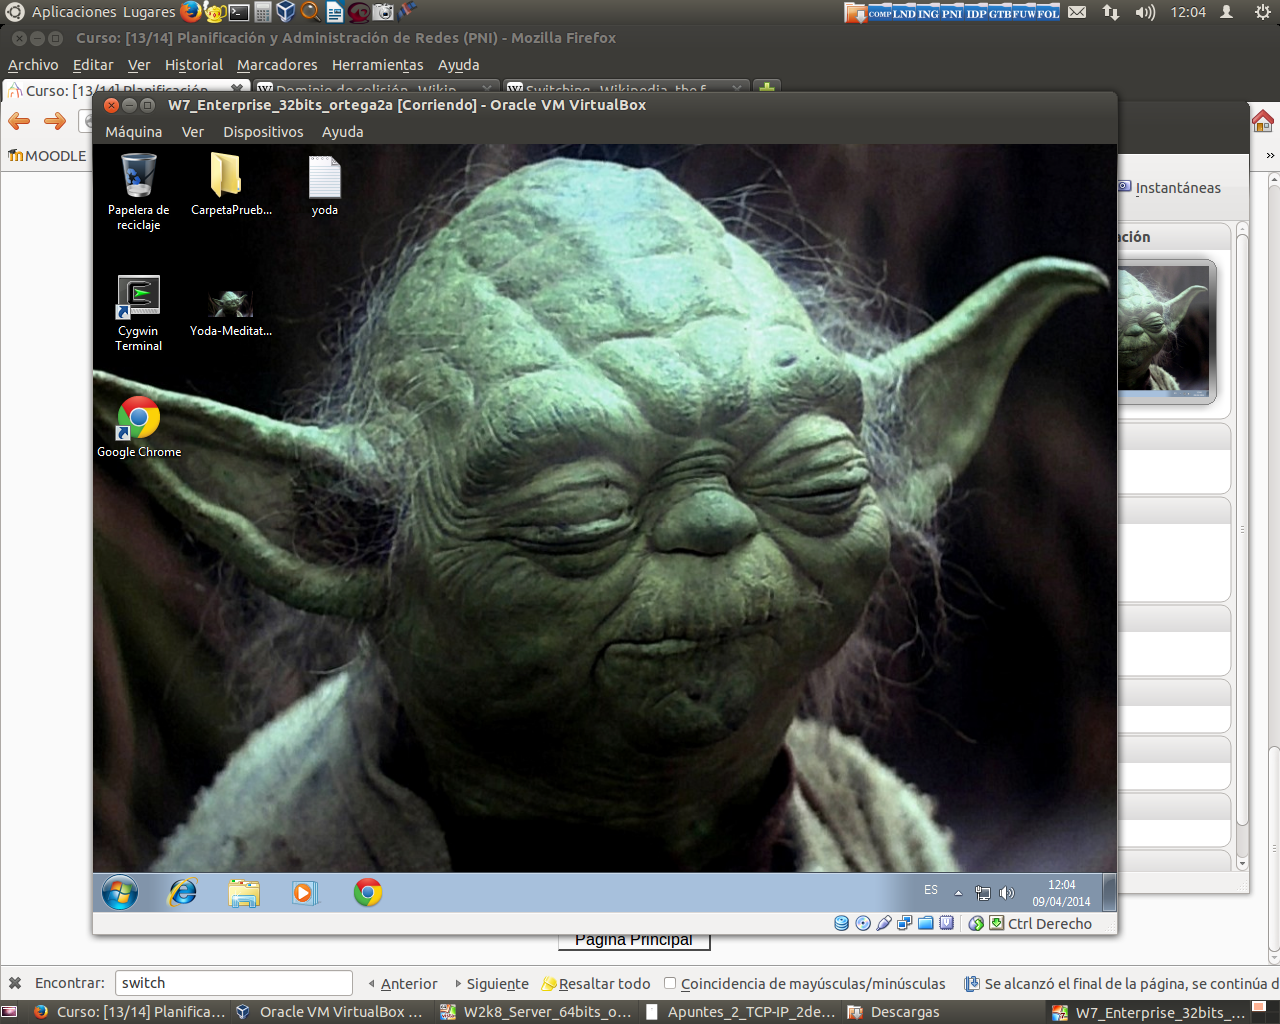 Aplicaciones Lugares
COMP LND ING PNI IDP GTB FUW FOL
12:04
Curso: [13/14] Planificación y Administración de Redes (PNI) - Mozilla Firefox
Archivo Editar Ver Historial Marcadores Herramientas Ayuda
Curso: [13/14] Planificación
Dominio de colisión - Wikip
Switching - Wikipedia, the f
W7_Enterprise_32bits_ortega2a [Corriendo] - Oracle VM VirtualBox
Máquina Ver Dispositivos Ayuda
MOODLE
»
Instantáneas
ación
Papelera de
reciclaje
CarpetaPrueb...
yoda
Cygwin
Terminal
Yoda-Meditat...
Google Chrome
ES
12:04
09/04/2014
Ctrl Derecho
Página Principal
Encontrar: switch
Anterior
Siguiente
Resaltar todo
Coincidencia de mayúsculas/minúsculas
Se alcanzó el final de la página, se continúa d
Curso: [13/14] Planifica...
Oracle VM VirtualBox ...
W2k8_Server_64bits_o...
Apuntes_2_TCP-IP_2de...
Descargas
W7_Enterprise_32bits_...